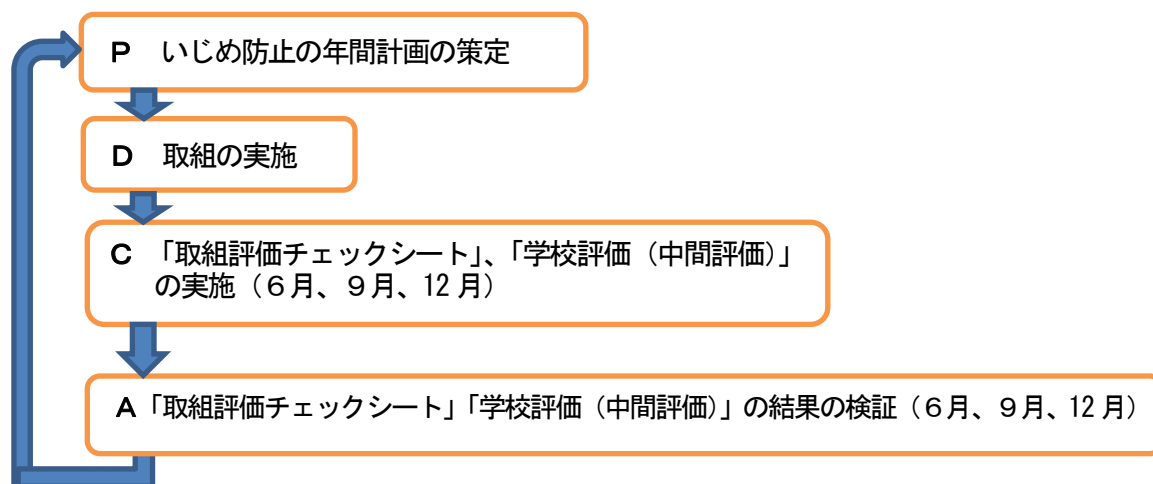 Ｐ　いじめ防止の年間計画の策定
Ｄ　取組の実施
Ｃ　「取組評価チェックシート」、「学校評価（中間評価）」
の実施（６月、９月、12 月）
Ａ「取組評価チェックシート」「学校評価（中間評価）」の結果の検証（６月、９月、12 月）